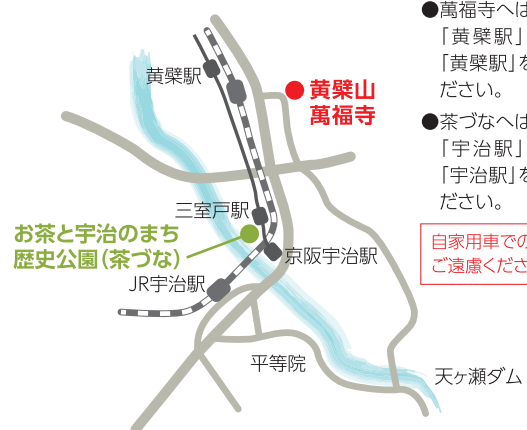 黄檗駅
黄檗山
萬福寺
三室戸駅
お茶と宇治のまち
歴史公園(茶づな)
京阪宇治駅
JR宇治駅
平等院
天ヶ瀬ダム
●萬福寺へは
「黄檗駅」
「黄檗駅」を
ださい。
●茶づなへは
「宇治駅」
「宇治駅」を
ださい。
自家用車での
ご遠慮くださ